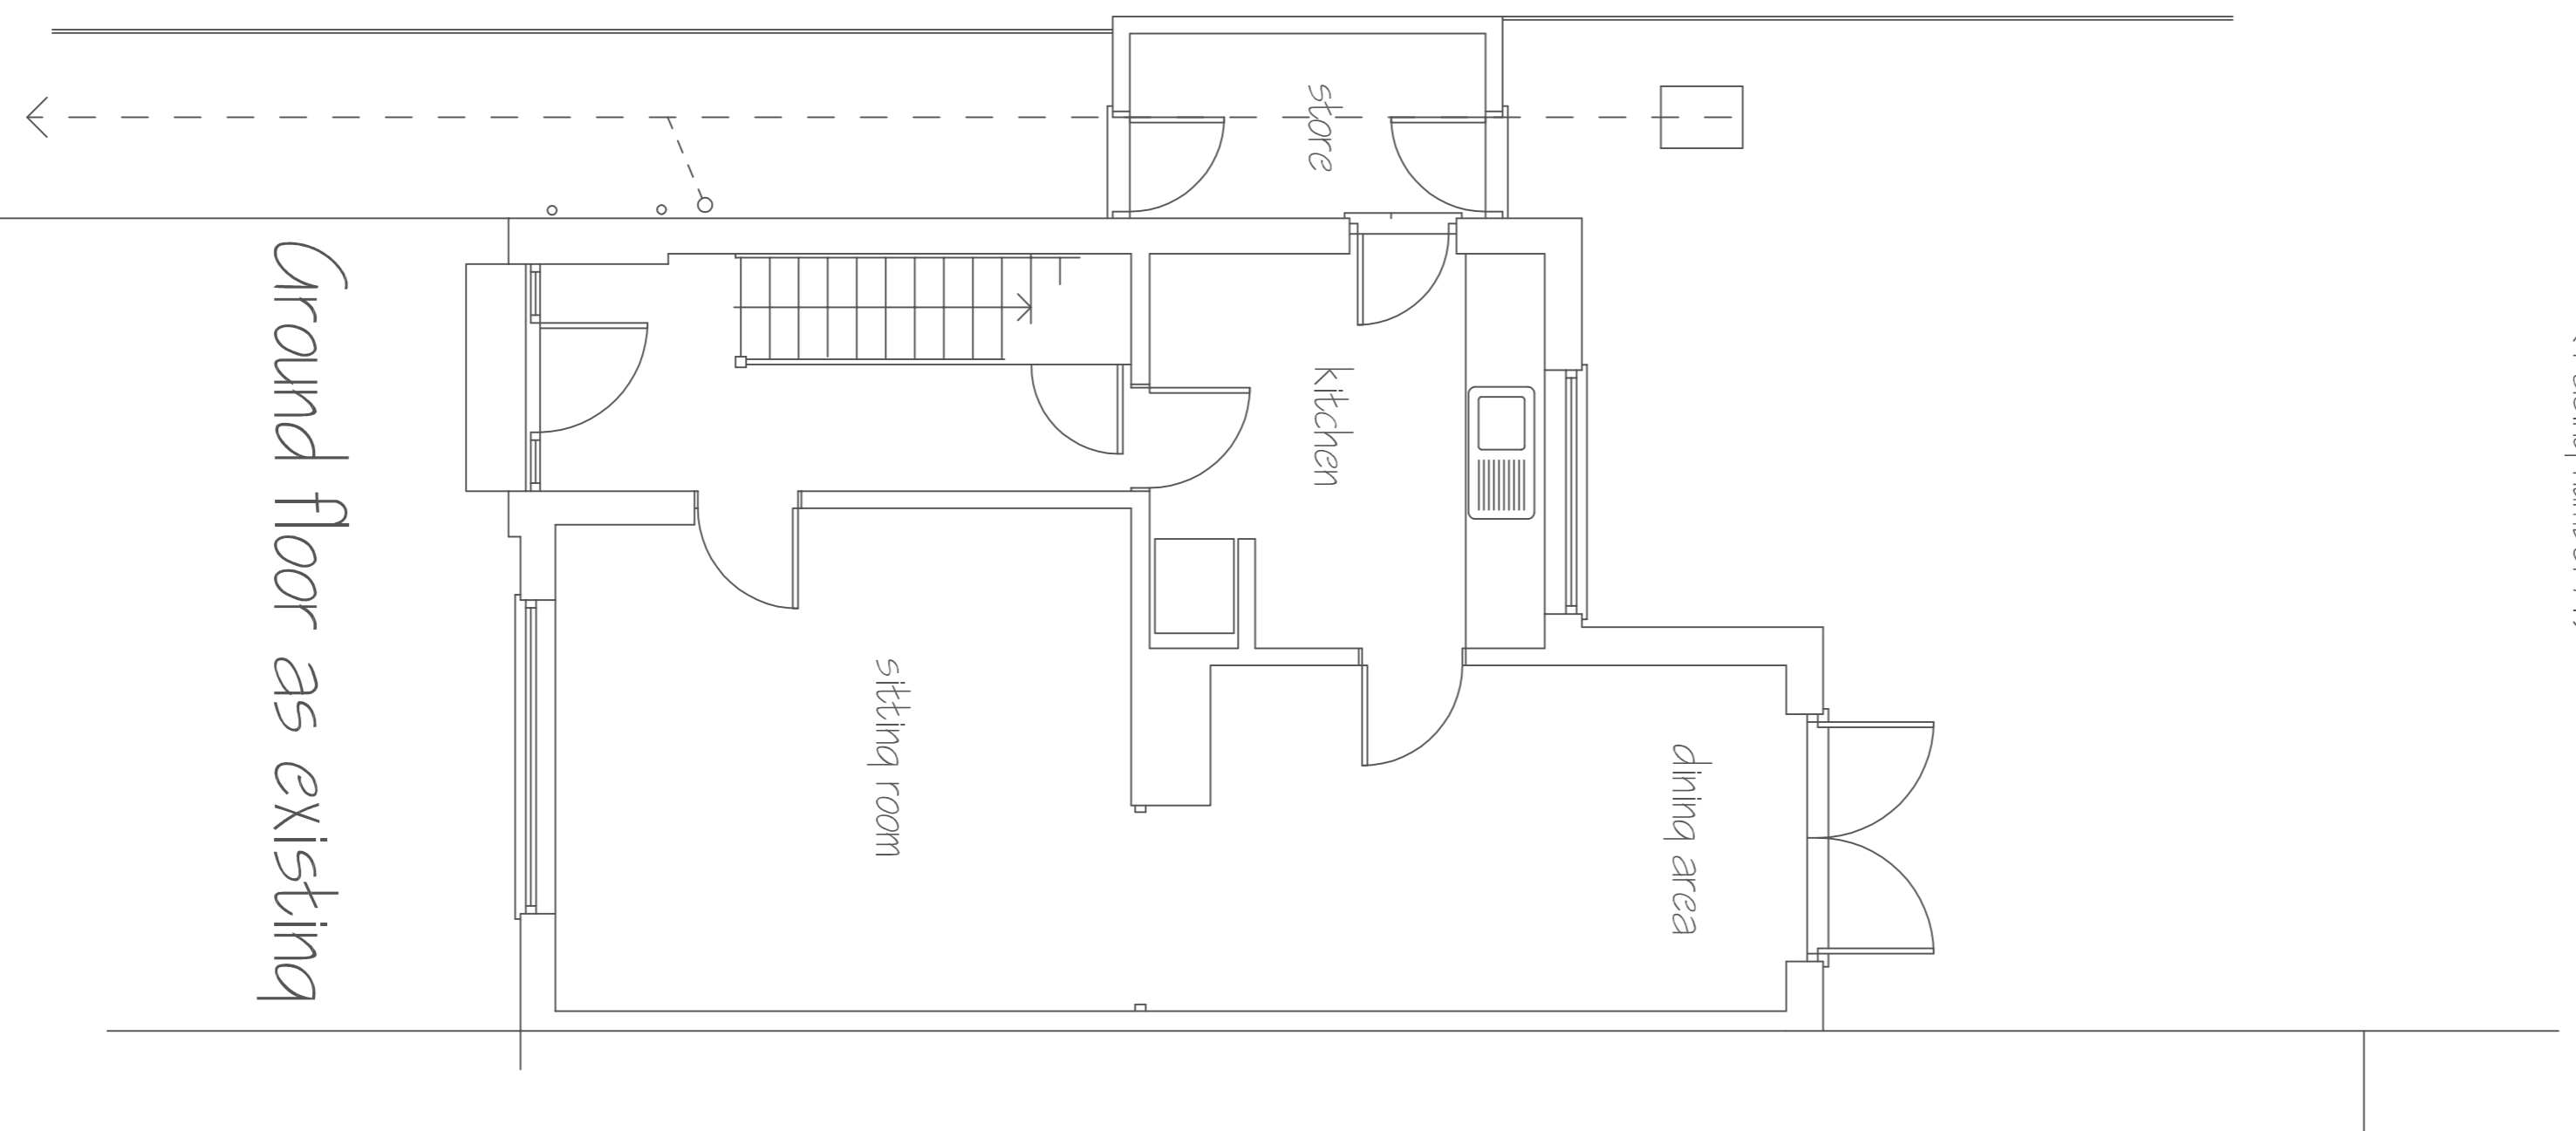 store
kitchen
dining area
sitting room
Ground floor as existing